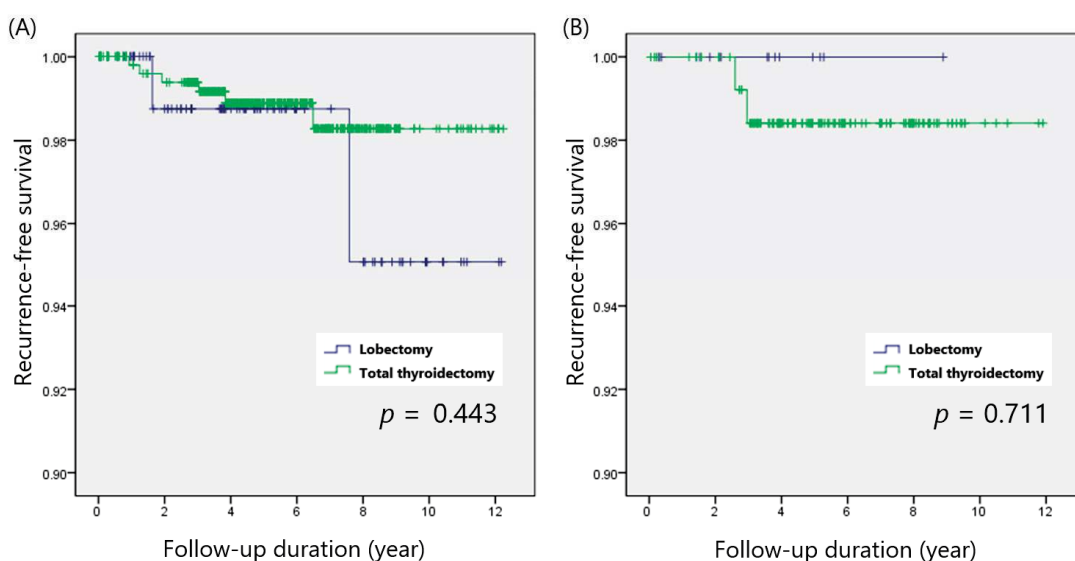 (A)
Recurrence-free survival
1.00
0.98
0.96
0.94
0.92
0.90
Lobectomy
Total thyroidectomy
p = 0.443
0 2 4 6 8 10 12
Follow-up duration (year)
(B)
Recurrence-free survival
1.00
0.98
0.96
0.94
0.92
0.90
Lobectomy
Total thyroidectomy
p = 0.711
0 2 4 6 8 10 12
Follow-up duration (year)